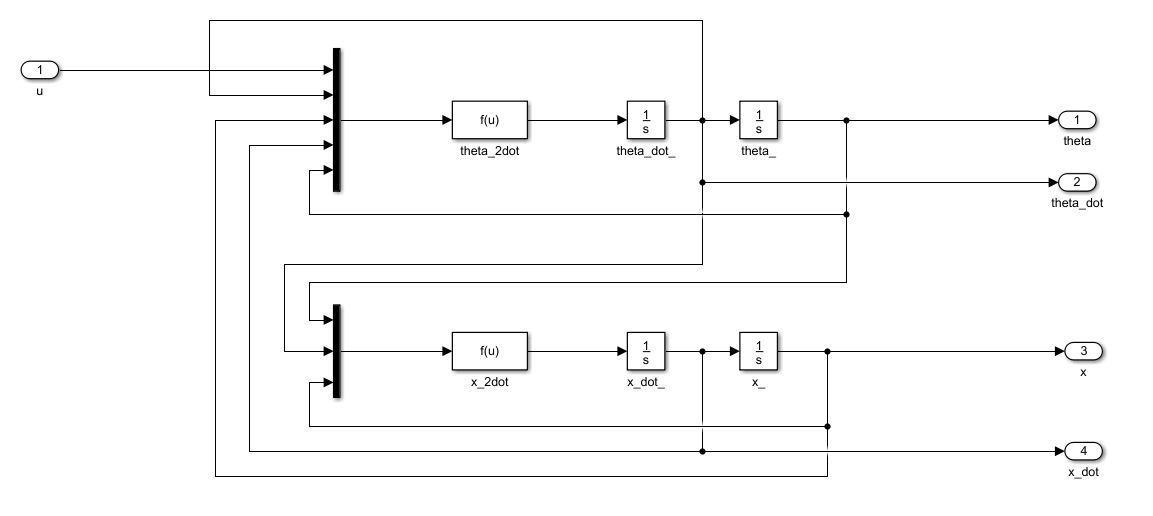 1
u
f(u)
theta_2dot
1
s
theta_dot_
1
s
theta_
1
theta
2
theta_dot
f(u)
x_2dot
1
s
x_dot_
1
s
x_
3
x
4
x_dot